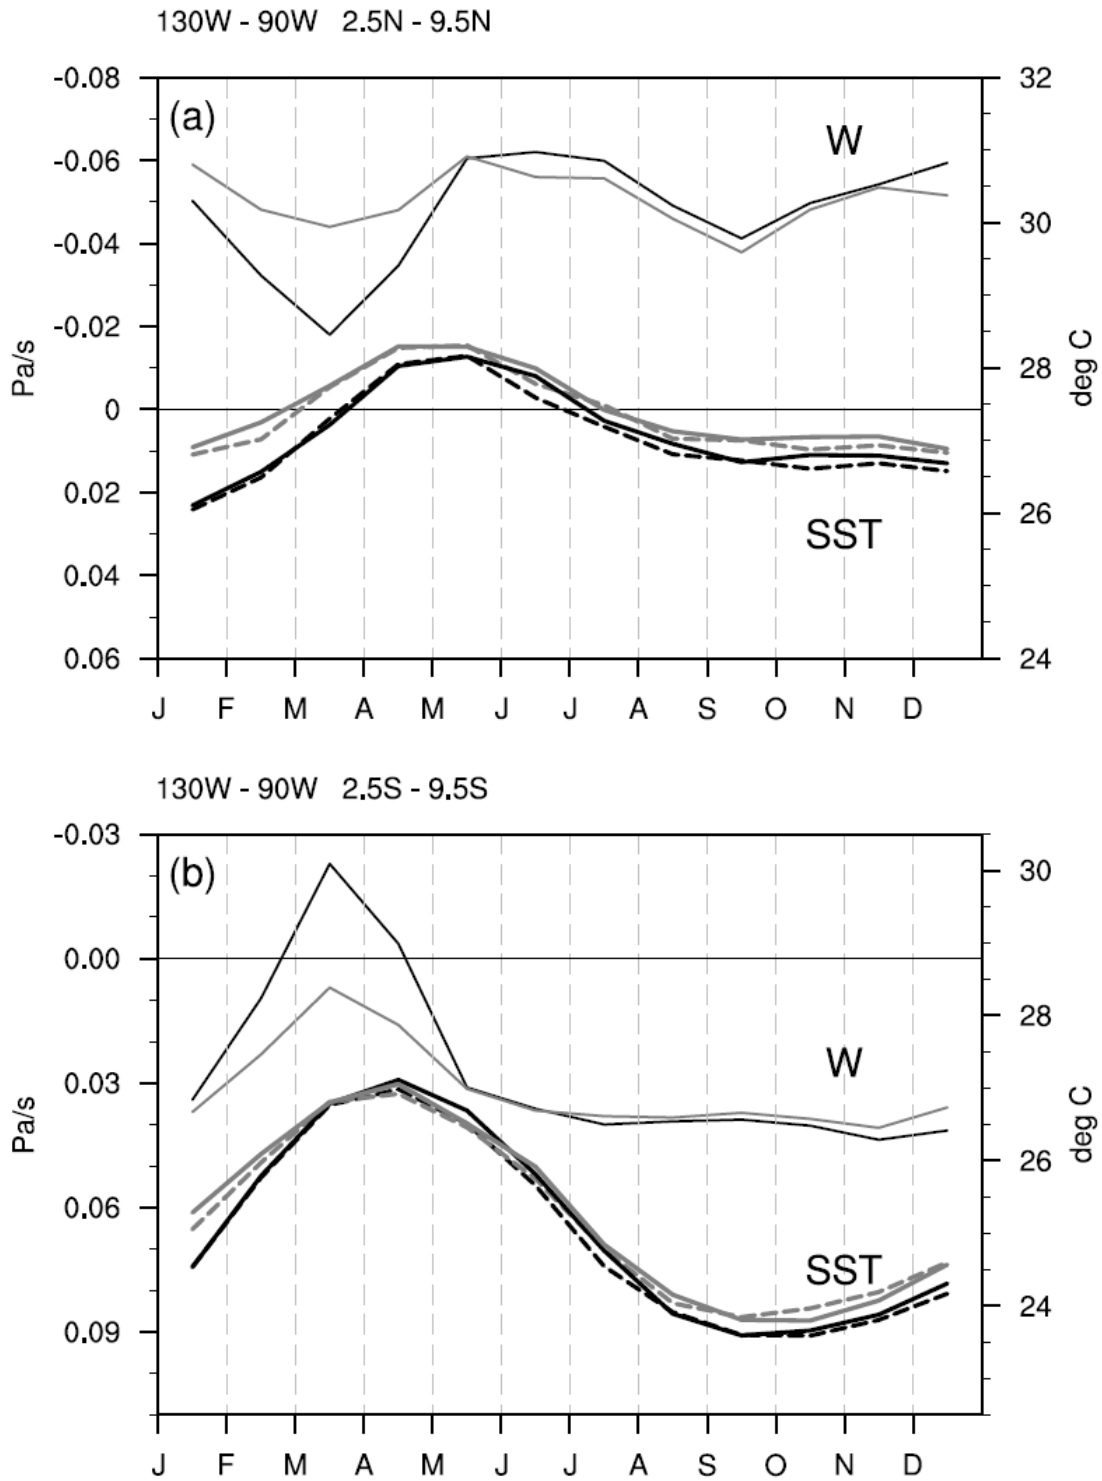 130W - 90W 2.5N - 9.5N
(a)
W
SST
Pa/s
-0.08
-0.06
-0.04
-0.02
0
0.02
0.04
0.06
32
30
28
26
24
C deg
J F M A M J J A S O N D
130W - 90W 2.5S - 9.5S
(b)
W
SST
Pa/s
-0.03
0.00
0.03
0.06
0.09
30
28
26
24
C deg
J F M A M J J A S O N D